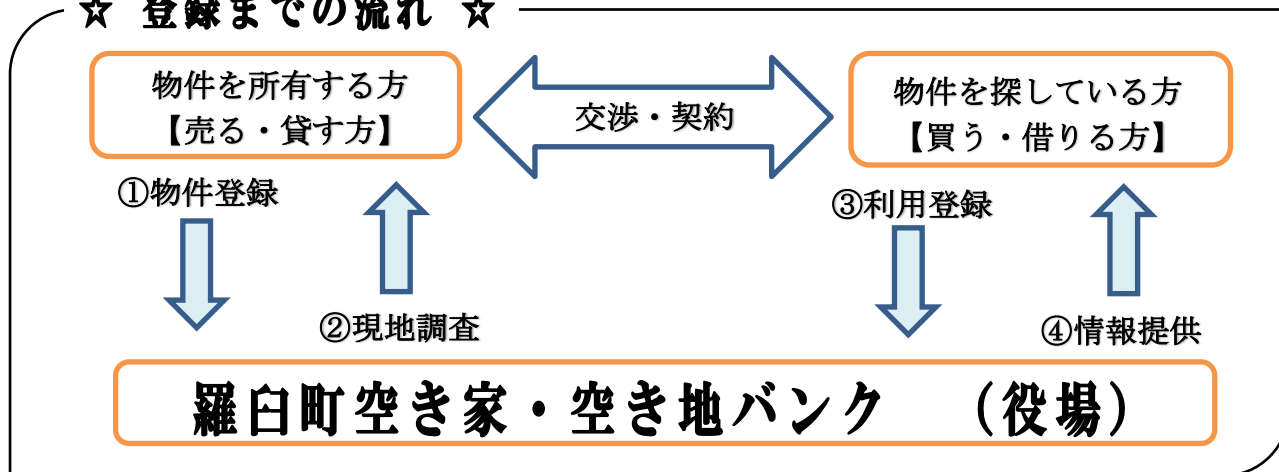 ☆ 登録までの流れ ☆
物件を所有する方
【売る・貸す方】
交渉・契約
物件を探している方
【買う・借りる方】
①物件登録
②現地調査
③利用登録
④情報提供
羅臼町空き家・空き地バンク （役場）